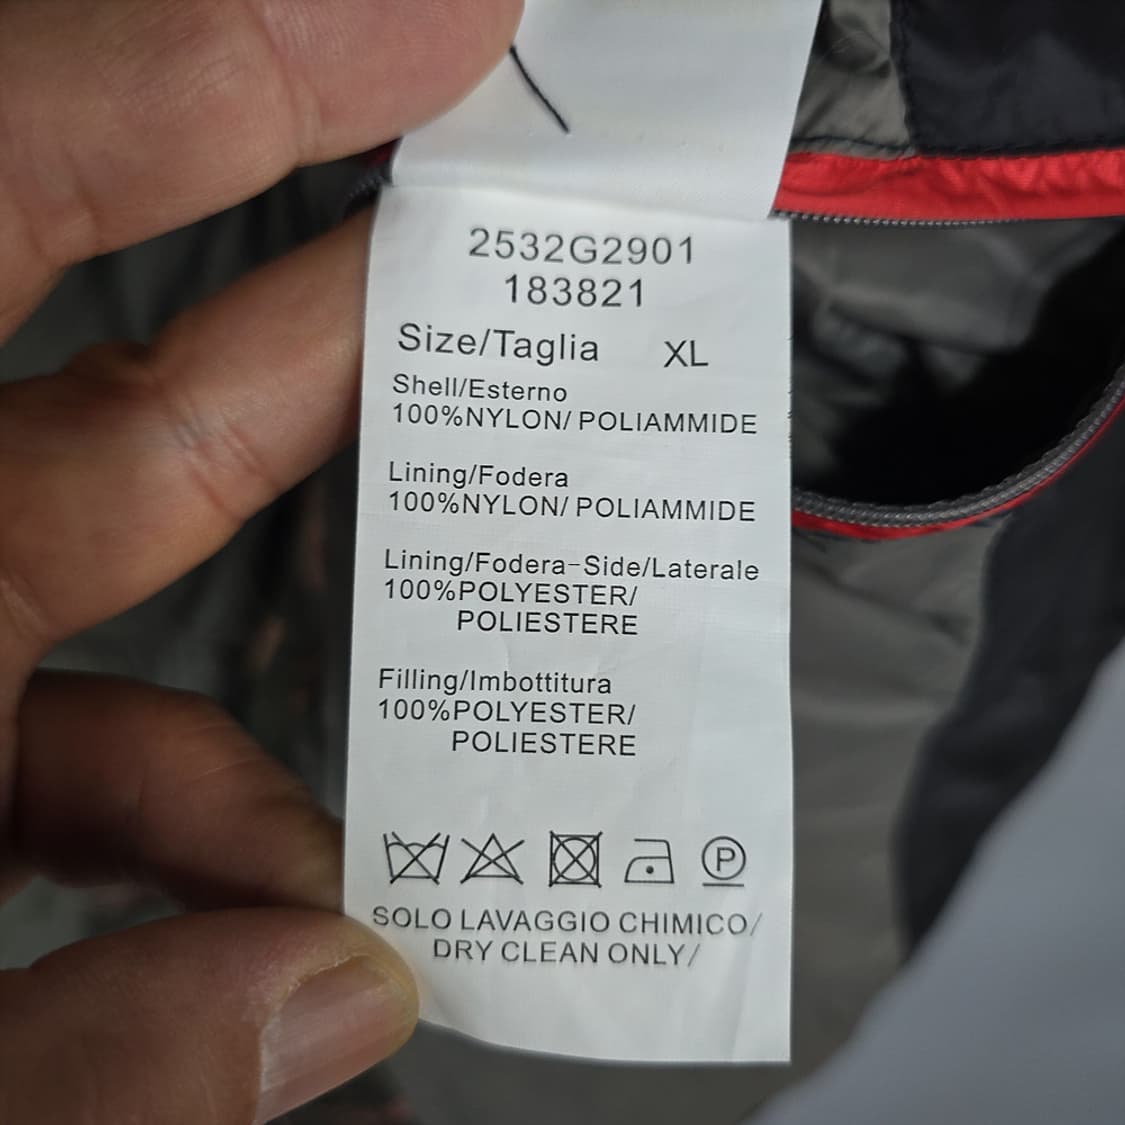 2532G2901
183821
Size/Taglia XL
Shell/Esterno
100%NYLON/ POLIAMMIDE
Lining/Fodera
100%NYLON/ POLIAMMIDE
Lining/Fodera-Side/Laterale
100%POLYESTER/
POLIESTERE
Filling/Imbottitura
100%POLYESTER/
POLIESTERE
P
SOLO LAVAGGIO CHIMICO/
DRY CLEAN ONLY/